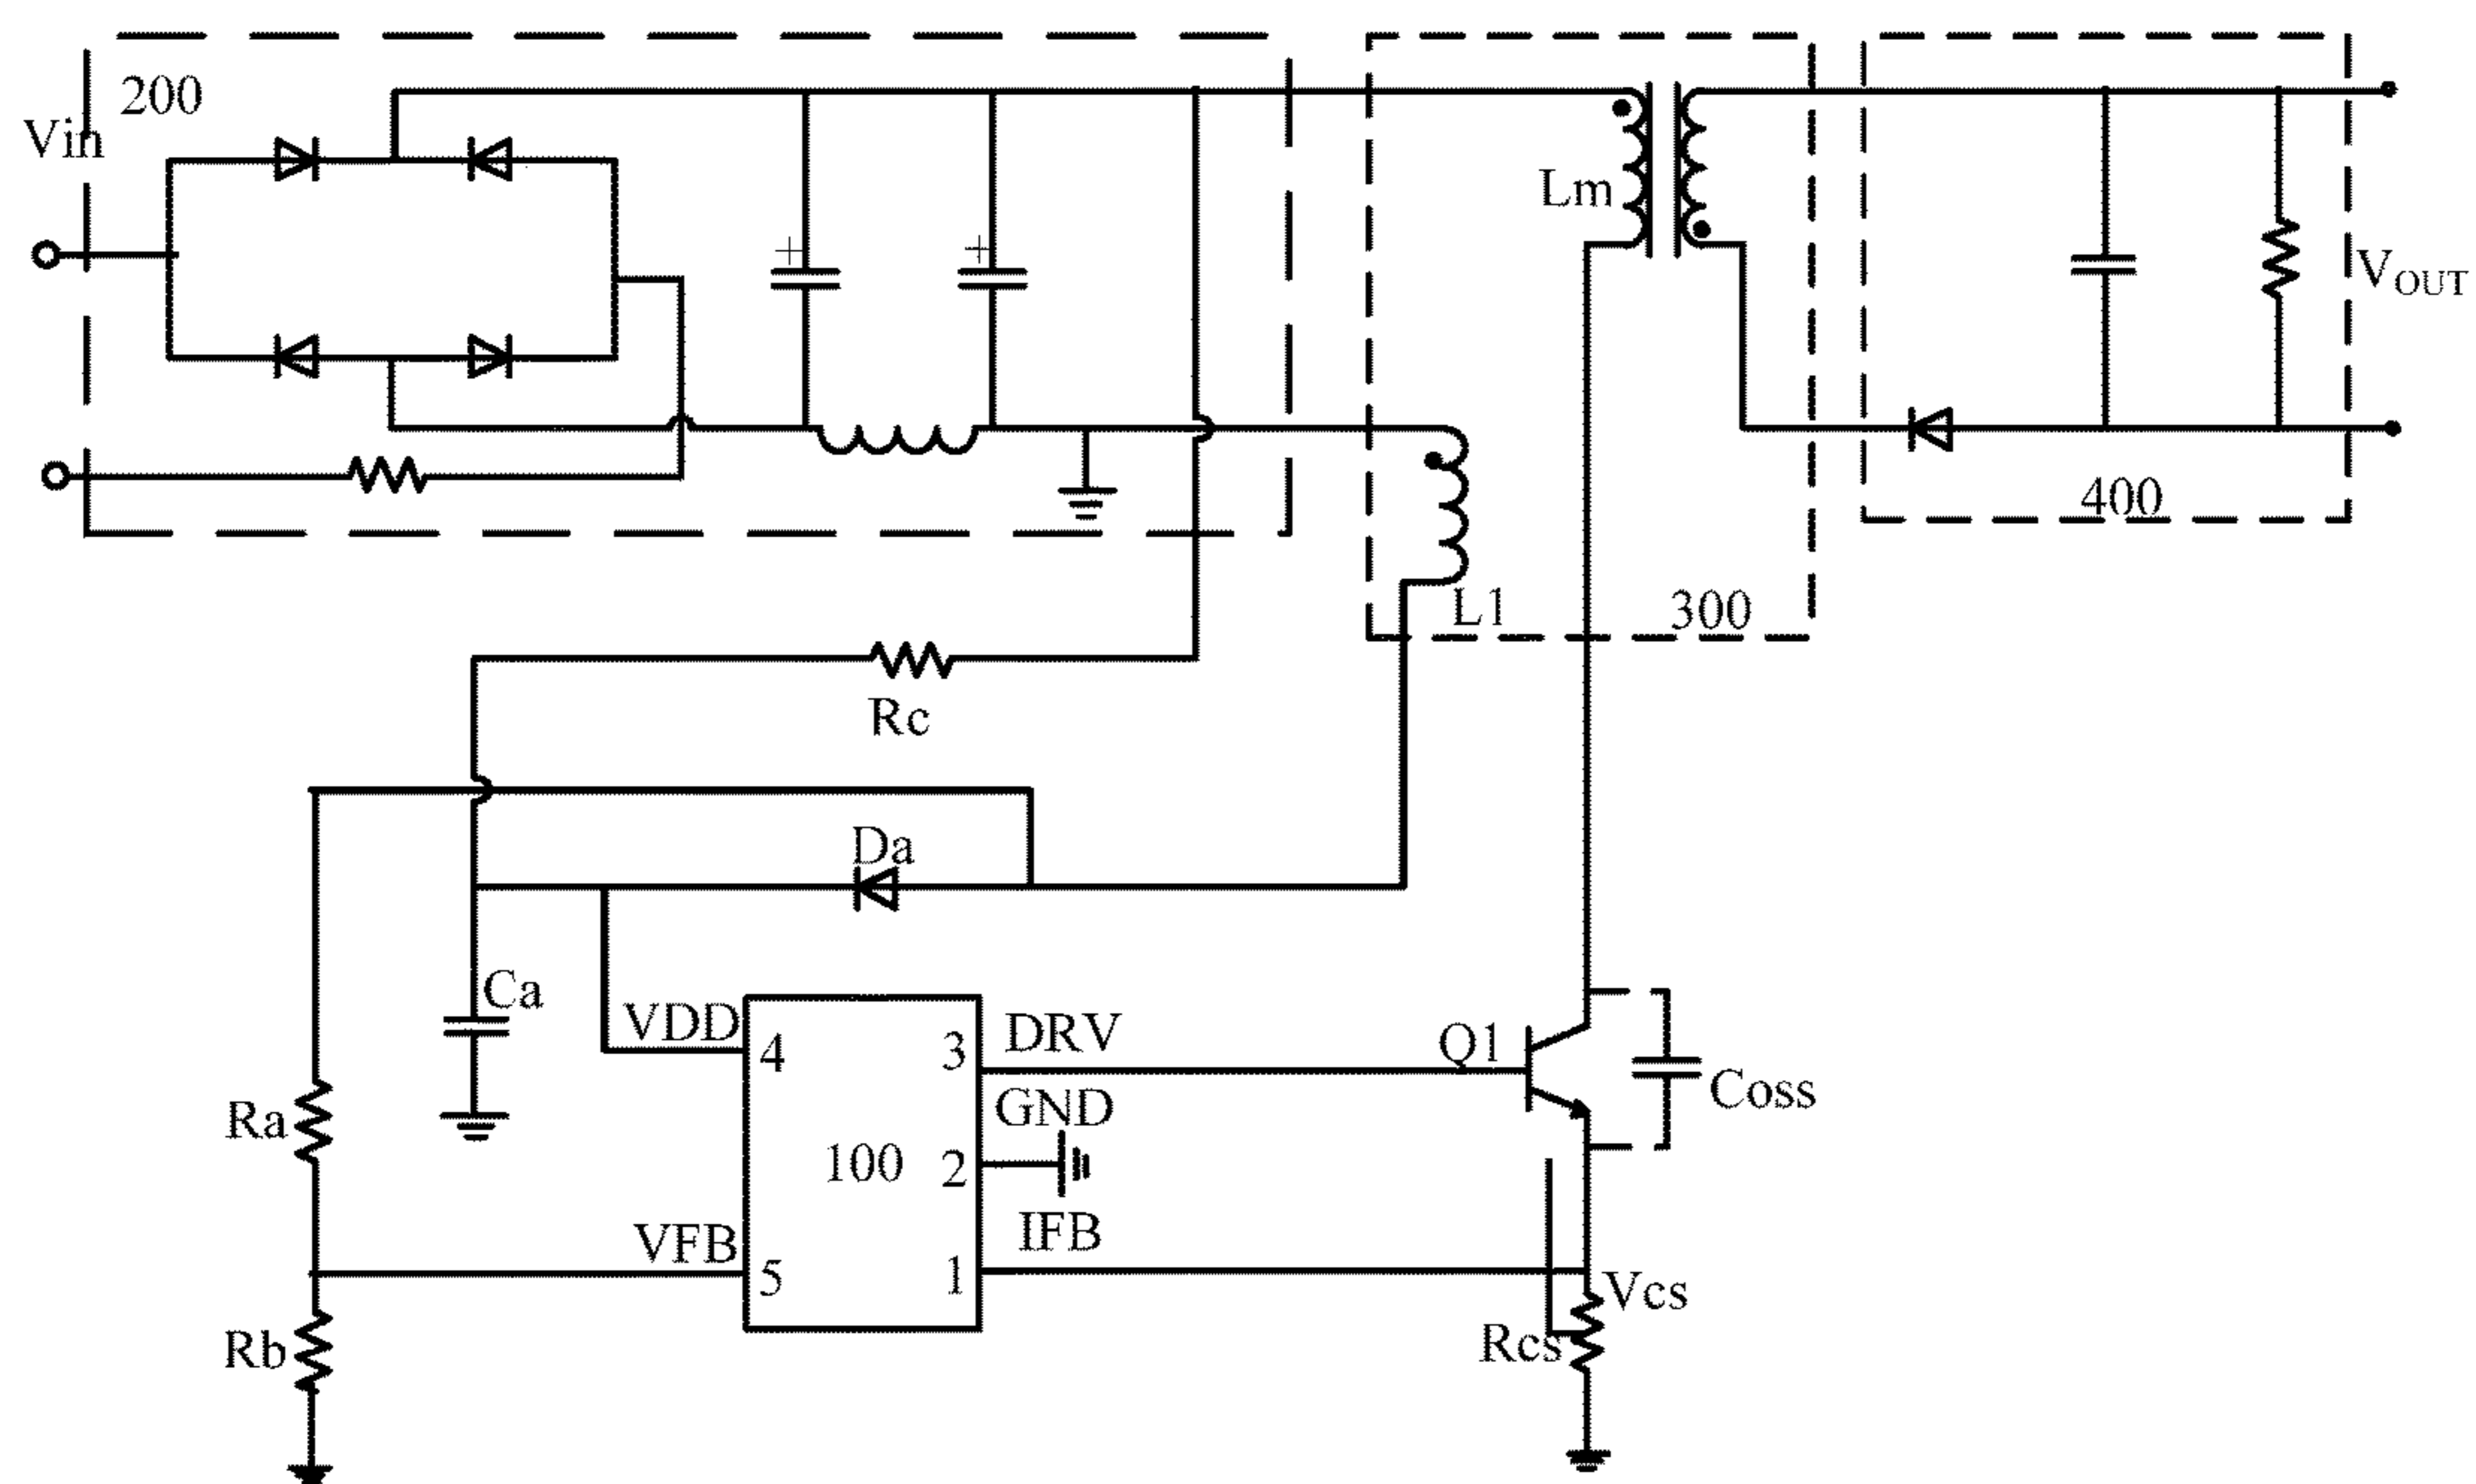 200
Vin
+
+
Lm
V_OUT
400
L1
300
Rc
Da
Ca
VDD
4
3
DRV
Q1
Coss
GND
Ra
100
2
VFB
IFB
5
1
Vcs
Rb
Rcs